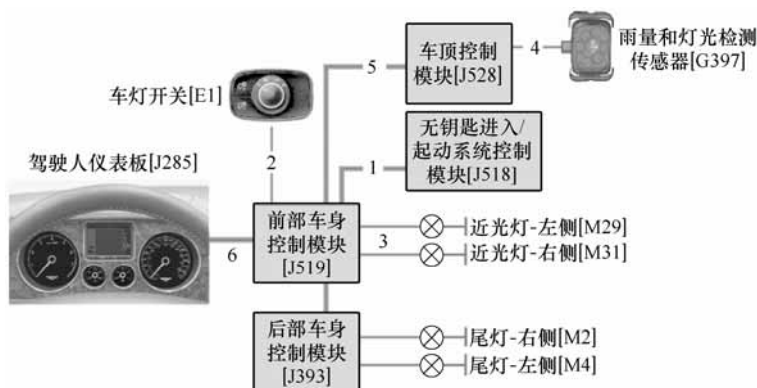 车顶控制
模块[J528]
4
雨量和灯光检测
传感器[G397]
5
车灯开关[E1]
无钥匙进入/
起动系统控制
模块[J518]
1
2
驾驶人仪表板[J285]
前部车身
控制模块
[J519]
6
3
近光灯-左侧[M29]
近光灯-右侧[M31]
后部车身
控制模块
[J393]
尾灯-右侧[M2]
尾灯-左侧[M4]